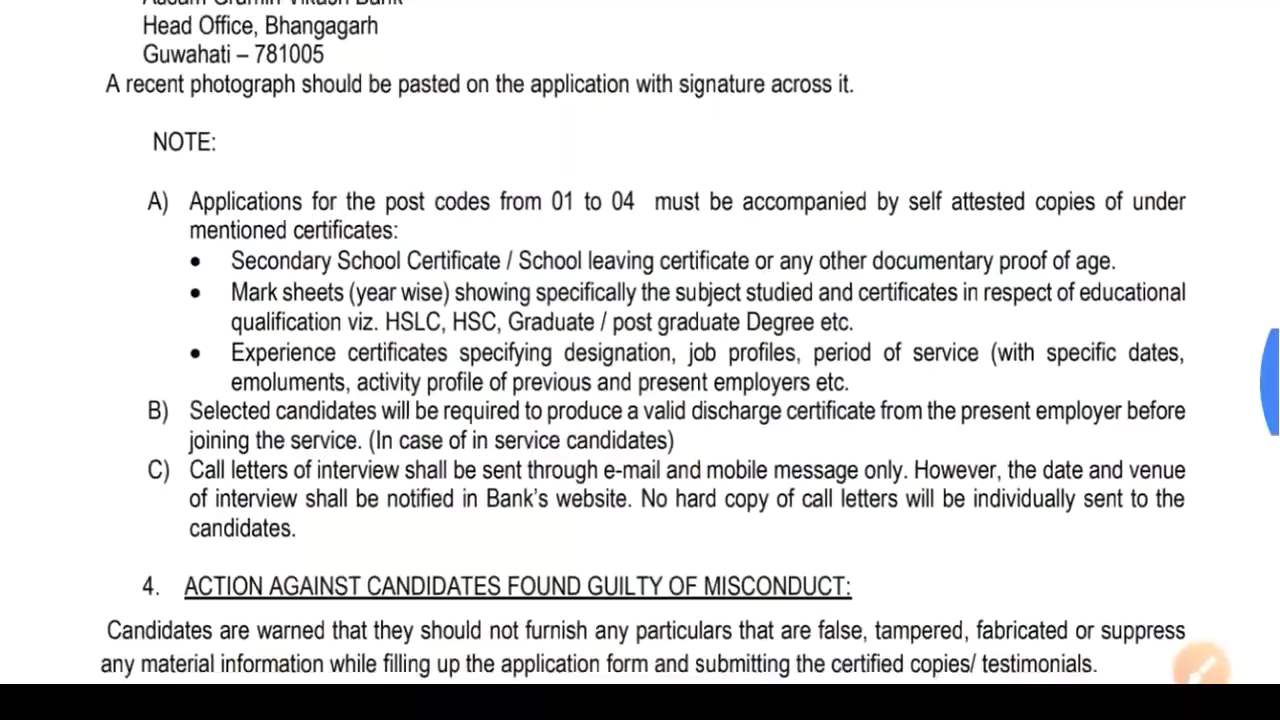 Assam Gramin Vikash Bank
Head Office, Bhangagarh
Guwahati – 781005
A recent photograph should be pasted on the application with signature across it.
NOTE:
A) Applications for the post codes from 01 to 04 must be accompanied by self attested copies of under
mentioned certificates:
• Secondary School Certificate / School leaving certificate or any other documentary proof of age.
• Mark sheets (year wise) showing specifically the subject studied and certificates in respect of educational
qualification viz. HSLC, HSC, Graduate / post graduate Degree etc.
• Experience certificates specifying designation, job profiles, period of service (with specific dates,
emoluments, activity profile of previous and present employers etc.
B) Selected candidates will be required to produce a valid discharge certificate from the present employer before
joining the service. (In case of in service candidates)
C) Call letters of interview shall be sent through e-mail and mobile message only. However, the date and venue
of interview shall be notified in Bank's website. No hard copy of call letters will be individually sent to the
candidates.
4. ACTION AGAINST CANDIDATES FOUND GUILTY OF MISCONDUCT:
Candidates are warned that they should not furnish any particulars that are false, tampered, fabricated or suppress
any material information while filling up the application form and submitting the certified copies/ testimonials.